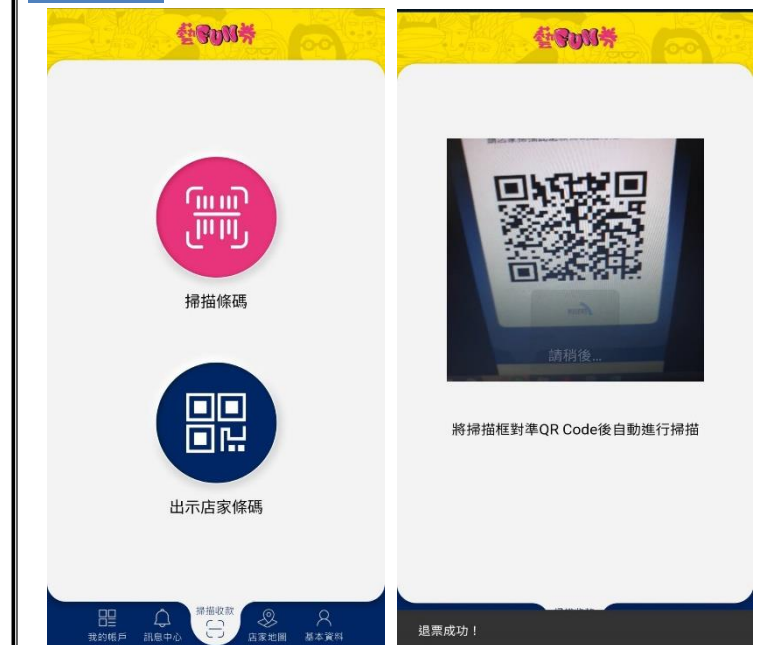 藝FUN券
掃描條碼
出示店家條碼
我的帳戶
訊息中心
掃描收款
店家地圖
基本資料
藝FUN券
請稍後...
將掃描框對準QR Code後自動進行掃描
退票成功！